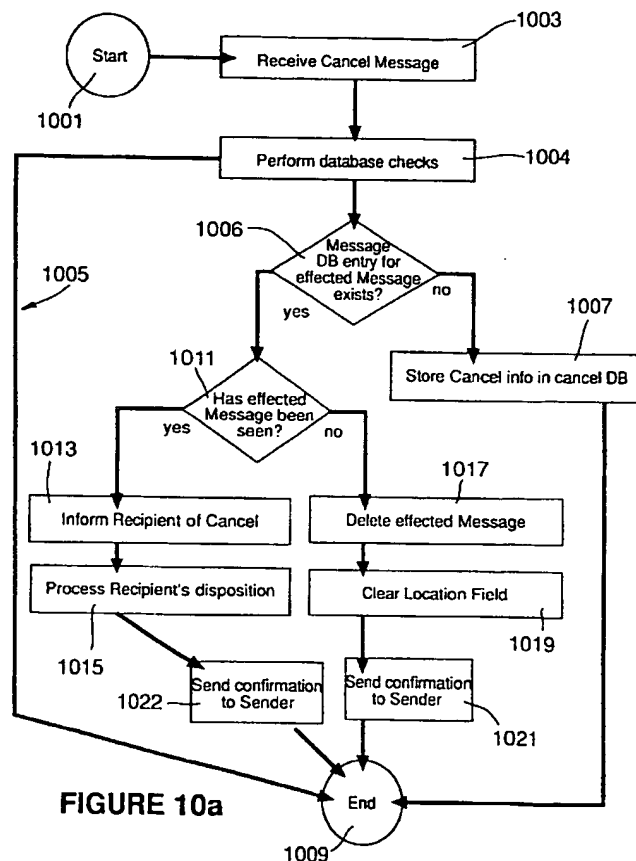 1003
Start
Receive Cancel Message
1001
Perform database checks
1004
1006
Message
DB entry for
effected Message
exists?
1005
yes
no
1007
1011
Store Cancel info in cancel DB
Has effected
Message been
seen?
yes
no
1013
1017
Inform Recipient of Cancel
Delete effected Message
Process Recipient's disposition
Clear Location Field
1015
1019
Send confirmation
to Sender
1022
Send confirmation
to Sender
1021
FIGURE 10a
End
1009